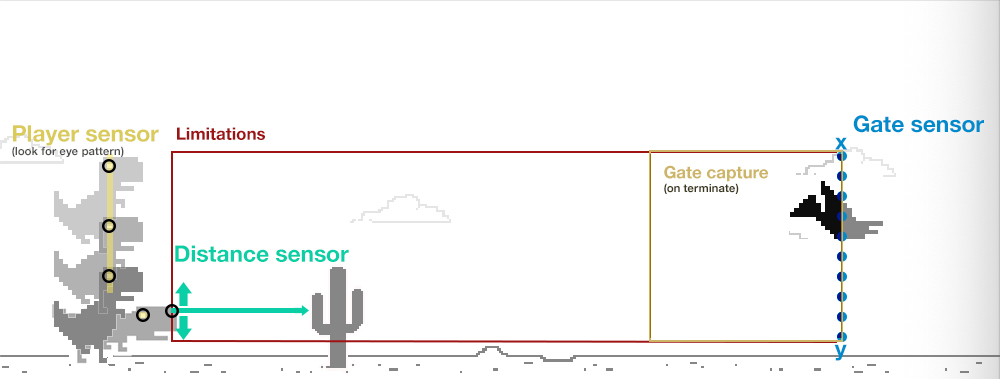 Player sensor
(look for eye pattern)
Limitations
Gate sensor
x
Gate capture
(on terminate)
Distance sensor
y